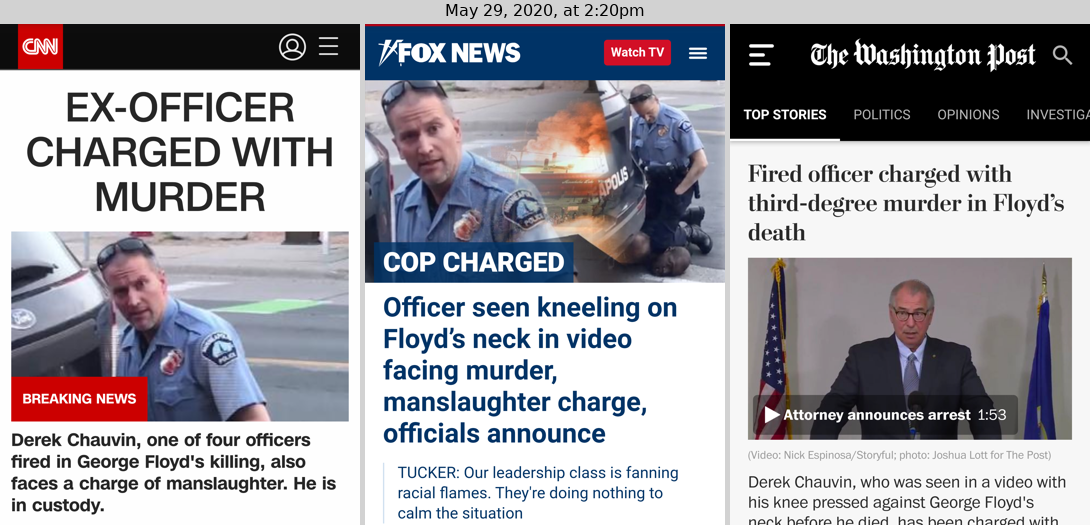 May 29, 2020, at 2:20pm
CNN
EX-OFFICER
CHARGED WITH
MURDER
POLICE
BREAKING NEWS
Derek Chauvin, one of four officers
fired in George Floyd's killing, also
faces a charge of manslaughter. He is
in custody.
FOX NEWS
Watch TV
POLICE
APOLIS
COP CHARGED
Officer seen kneeling on
Floyd’s neck in video
facing murder,
manslaughter charge,
officials announce
TUCKER: Our leadership class is fanning
racial flames. They're doing nothing to
calm the situation
The Washington Post
TOP STORIES POLITICS OPINIONS INVESTIGA
Fired officer charged with
third-degree murder in Floyd’s
death
Attorney announces arrest 1:53
(Video: Nick Espinosa/Storyful; photo: Joshua Lott for The Post)
Derek Chauvin, who was seen in a video with
his knee pressed against George Floyd's
neck before he died, has been charged with